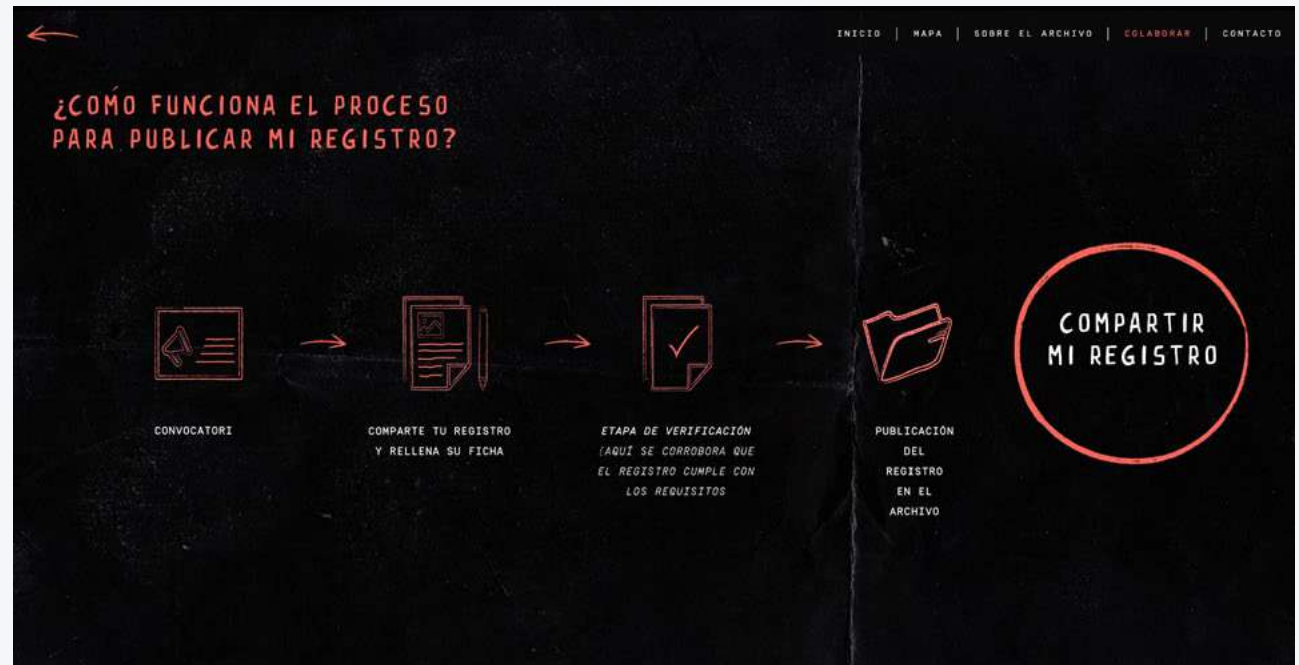 INICIO | MAPA | SOBRE EL ARCHIVO | COLABORAR | CONTACTO
¿COMO FUNCIONA EL PROCESO
PARA PUBLICAR MI REGISTRO?
CONVOCATORI
COMPARTE TU REGISTRO
Y RELLENA SU FICHA
ETAPA DE VERIFICACIÓN
(AQUÍ SE CORROBORA QUE
EL REGISTRO CUMPLE CON
LOS REQUISITOS
PUBLICACIÓN
DEL
REGISTRO
EN EL
ARCHIVO
COMPARTIR
MI REGISTRO